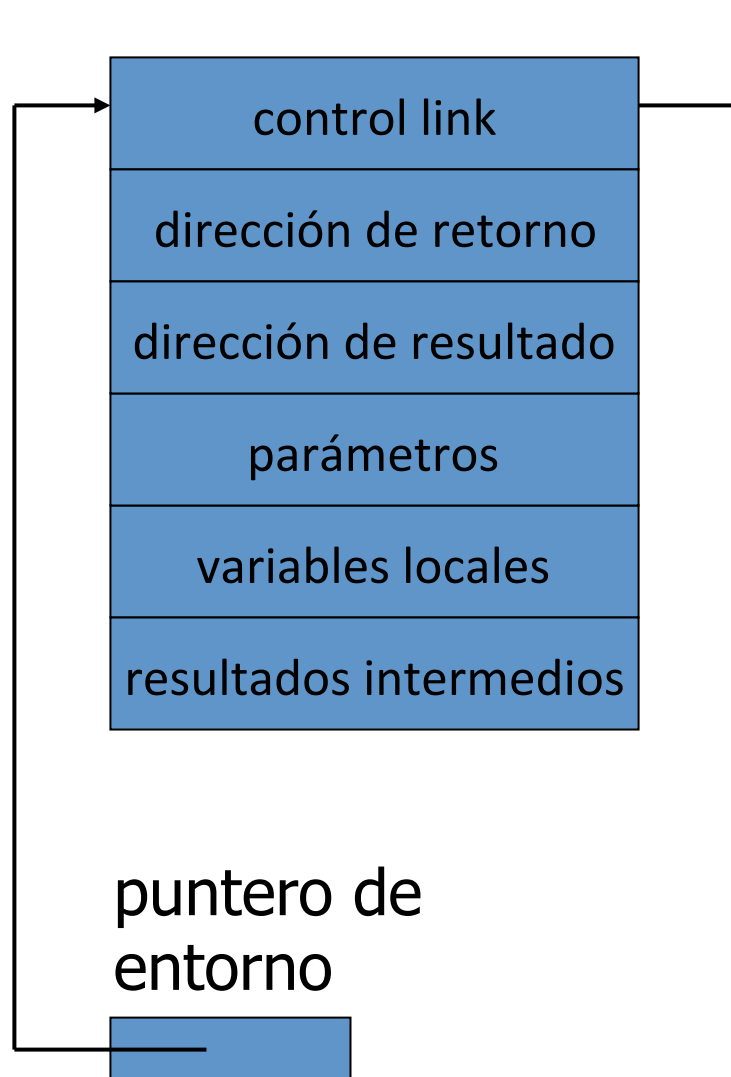 control link
dirección de retorno
dirección de resultado
parámetros
variables locales
resultados intermedios
puntero de
entorno